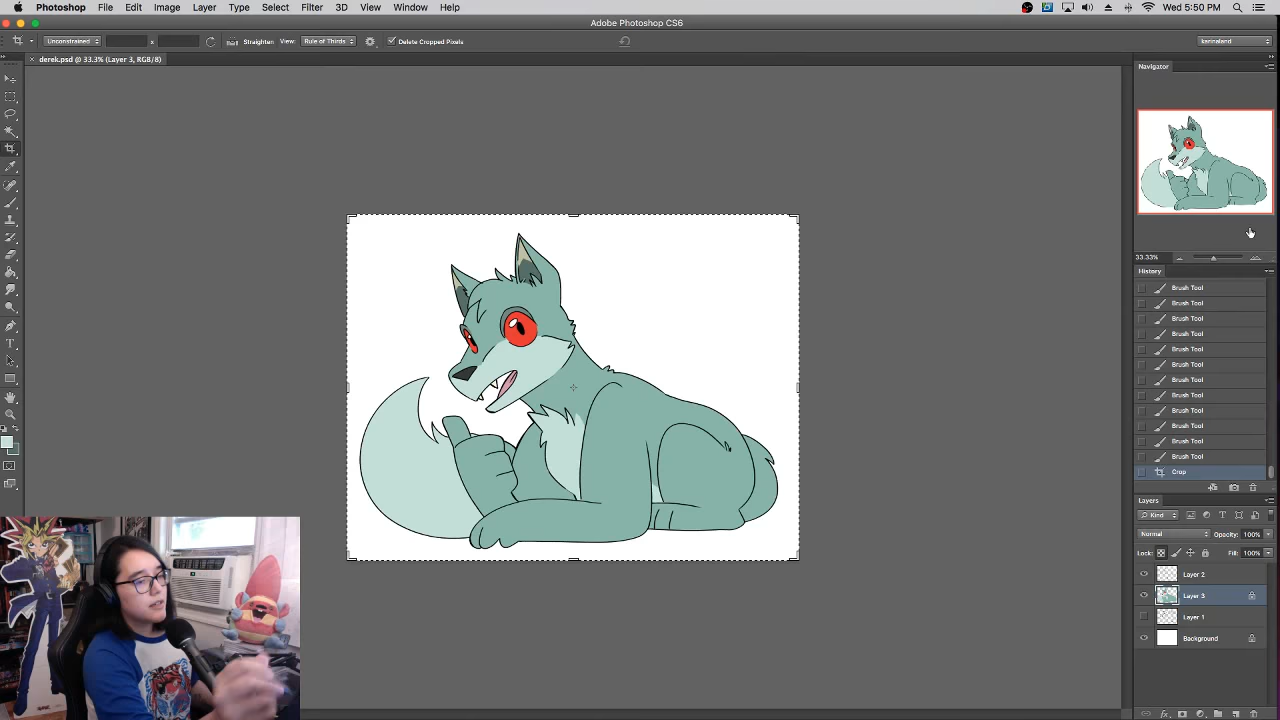 Photoshop File Edit Image Layer Type Select Filter 3D View Window Help Wed 5:50 PM
Adobe Photoshop CS6
Unconstrained x Straighten View: Rule of Thirds Delete Cropped Pixels karinaland
derek.psd @ 33.3% (Layer 3, RGB/8)
Navigator
33.33%
History
Brush Tool
Brush Tool
Brush Tool
Brush Tool
Brush Tool
Brush Tool
Brush Tool
Brush Tool
Brush Tool
Brush Tool
Brush Tool
Brush Tool
Crop
Layers
Kind
Normal Opacity: 100%
Lock: Fill: 100%
Layer 2
Layer 3
Layer 1
Background